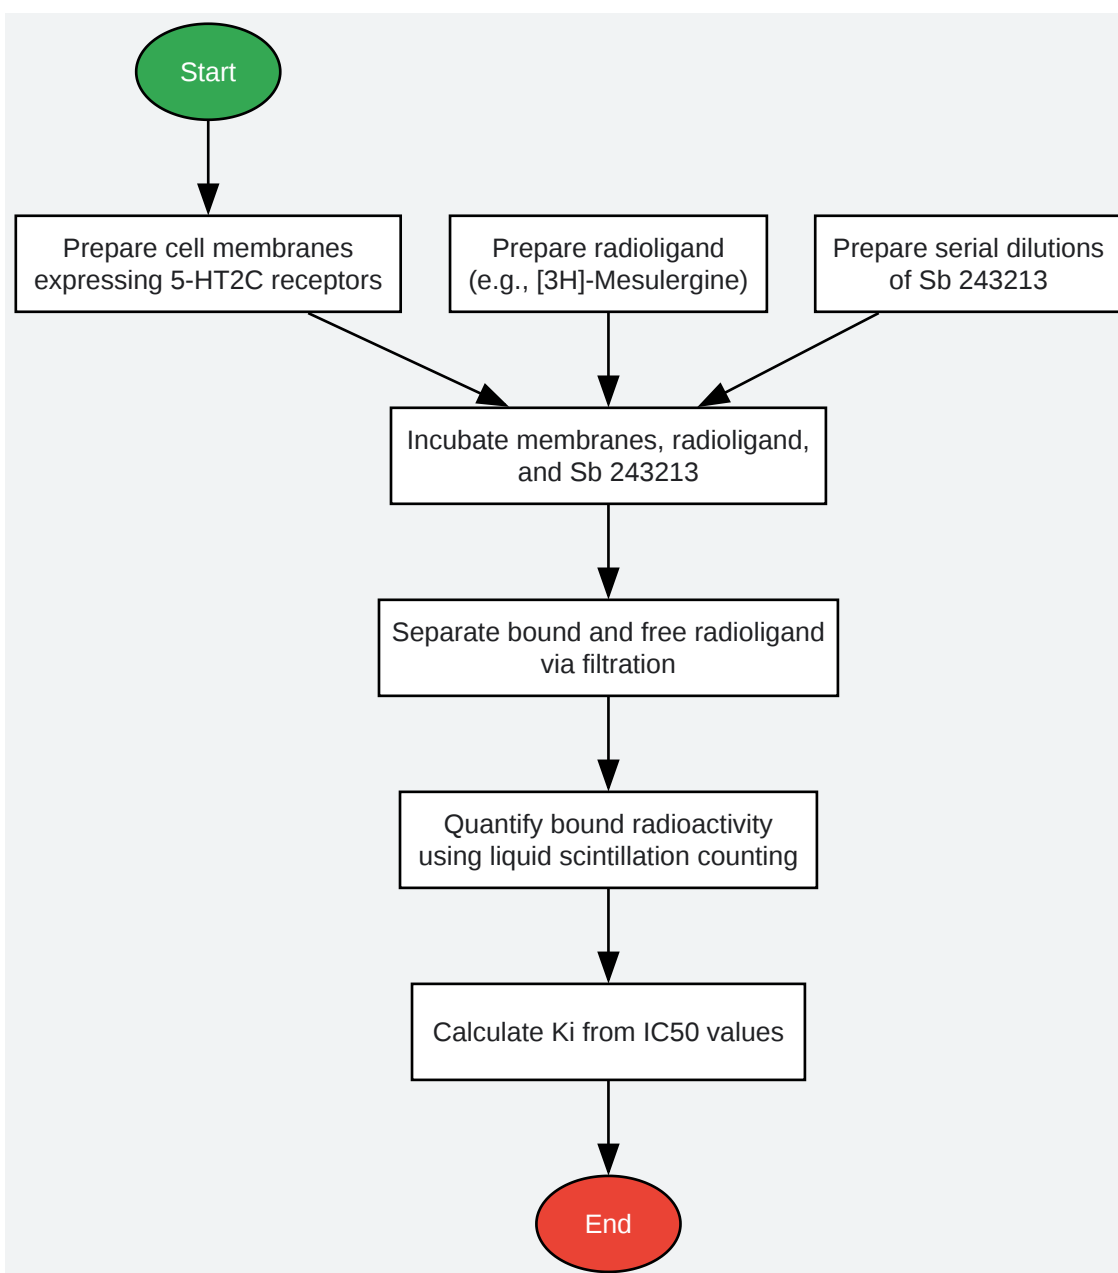 Start
Prepare cell membranes
expressing 5-HT2C receptors
Prepare radioligand
(e.g., [3H]-Mesulergine)
Prepare serial dilutions
of Sb 243213
Incubate membranes, radioligand,
and Sb 243213
Separate bound and free radioligand
via filtration
Quantify bound radioactivity
using liquid scintillation counting
Calculate Ki from IC50 values
End